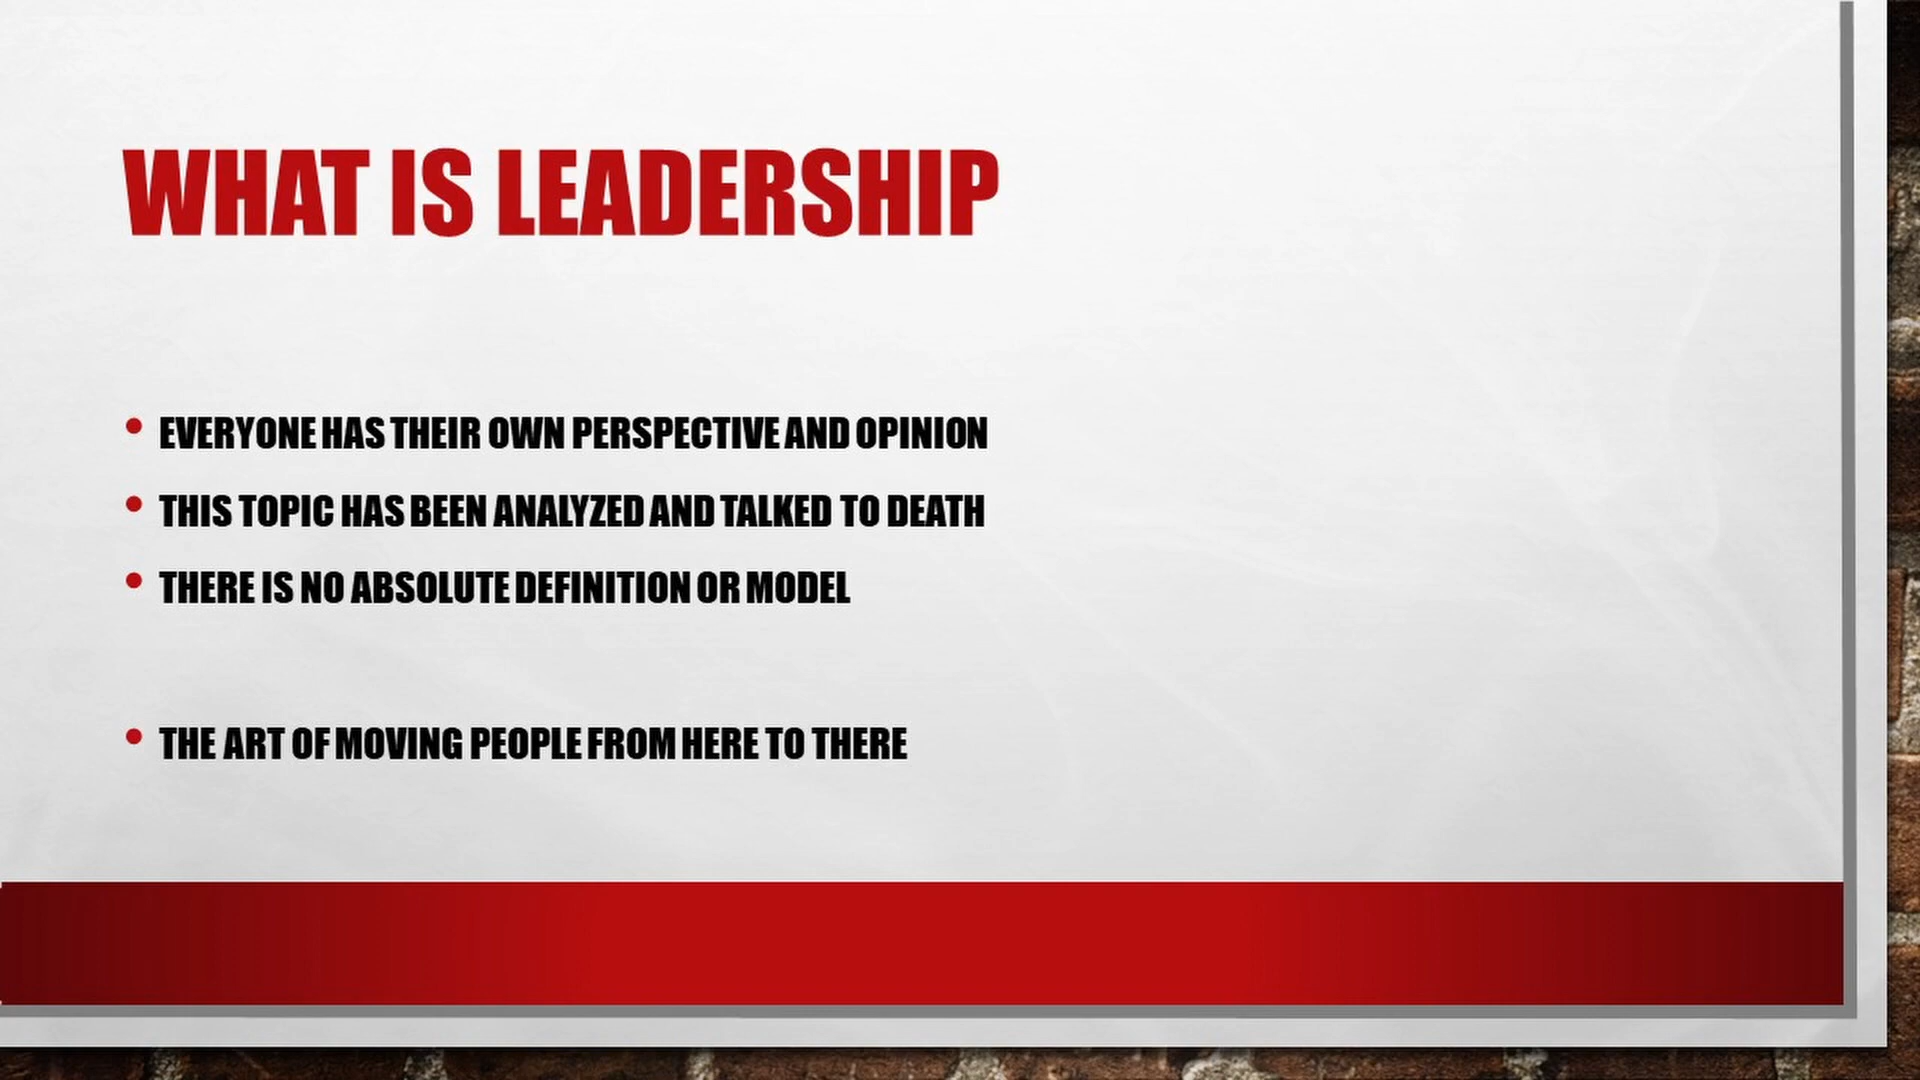 WHAT IS LEADERSHIP
• EVERYONE HAS THEIR OWN PERSPECTIVE AND OPINION
• THIS TOPIC HAS BEEN ANALYZED AND TALKED TO DEATH
• THERE IS NO ABSOLUTE DEFINITION OR MODEL
• THE ART OF MOVING PEOPLE FROM HERE TO THERE